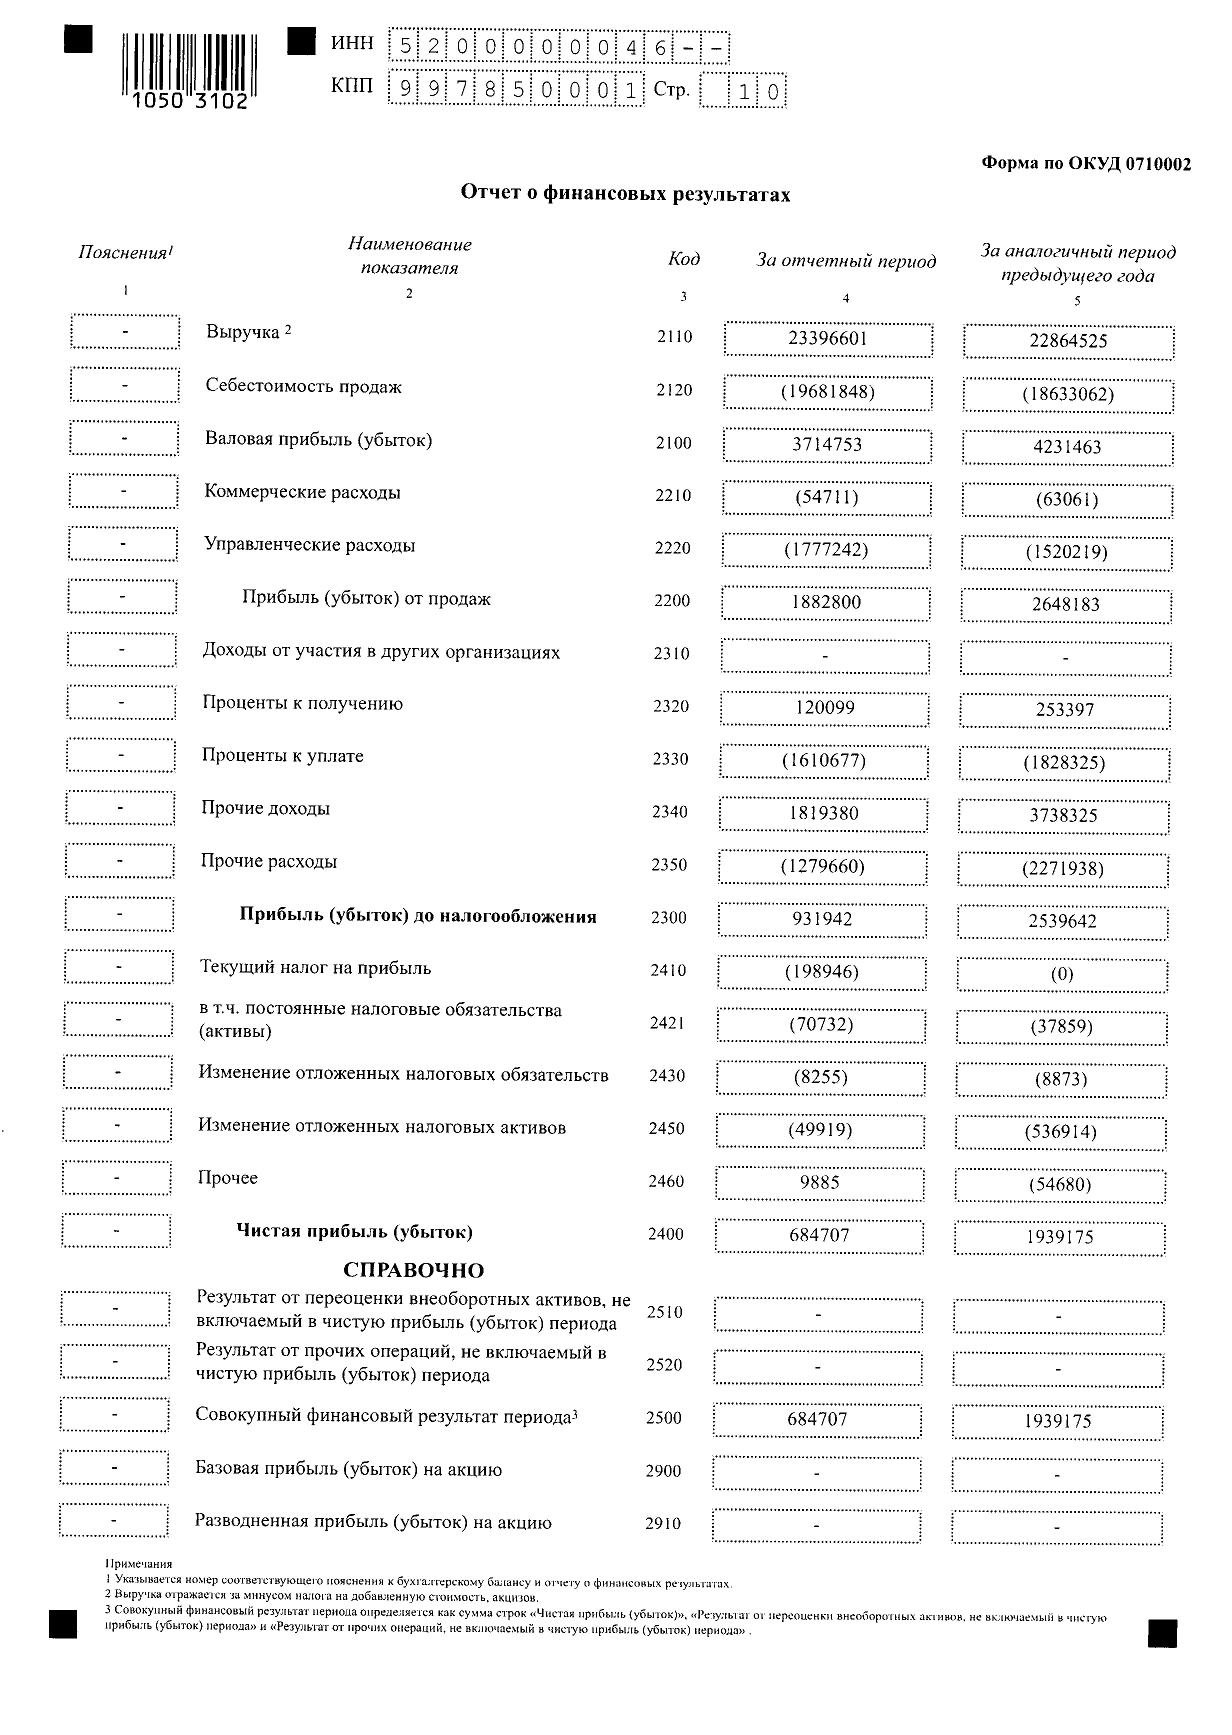 ИНН 5200000046--
КПП 997850001 Стр. 10
1050 3102
Форма по ОКУД 0710002
Отчет о финансовых результатах
Пояснения1 Наименование показателя Код За отчетный период За аналогичный период предыдущего года
1 2 3 4 5
- Выручка 2 2110 23396601 22864525
- Себестоимость продаж 2120 (19681848) (18633062)
- Валовая прибыль (убыток) 2100 3714753 4231463
- Коммерческие расходы 2210 (54711) (63061)
- Управленческие расходы 2220 (1777242) (1520219)
- Прибыль (убыток) от продаж 2200 1882800 2648183
- Доходы от участия в других организациях 2310 - -
- Проценты к получению 2320 120099 253397
- Проценты к уплате 2330 (1610677) (1828325)
- Прочие доходы 2340 1819380 3738325
- Прочие расходы 2350 (1279660) (2271938)
- Прибыль (убыток) до налогообложения 2300 931942 2539642
- Текущий налог на прибыль 2410 (198946) (0)
- в т.ч. постоянные налоговые обязательства (активы) 2421 (70732) (37859)
- Изменение отложенных налоговых обязательств 2430 (8255) (8873)
- Изменение отложенных налоговых активов 2450 (49919) (536914)
- Прочее 2460 9885 (54680)
- Чистая прибыль (убыток) 2400 684707 1939175
СПРАВОЧНО
- Результат от переоценки внеоборотных активов, не включаемый в чистую прибыль (убыток) периода 2510 - -
- Результат от прочих операций, не включаемый в чистую прибыль (убыток) периода 2520 - -
- Совокупный финансовый результат периода3 2500 684707 1939175
- Базовая прибыль (убыток) на акцию 2900 - -
- Разводненная прибыль (убыток) на акцию 2910 - -
Примечания
1 Указывается номер соответствующего пояснения к бухгалтерскому балансу и отчету о финансовых результатах.
2 Выручка отражается за минусом налога на добавленную стоимость, акцизов.
3 Совокупный финансовый результат периода определяется как сумма строк «Чистая прибыль (убыток)», «Результат от переоценки внеоборотных активов, не включаемый в чистую
прибыль (убыток) периода» и «Результат от прочих операций, не включаемый в чистую прибыль (убыток) периода» .